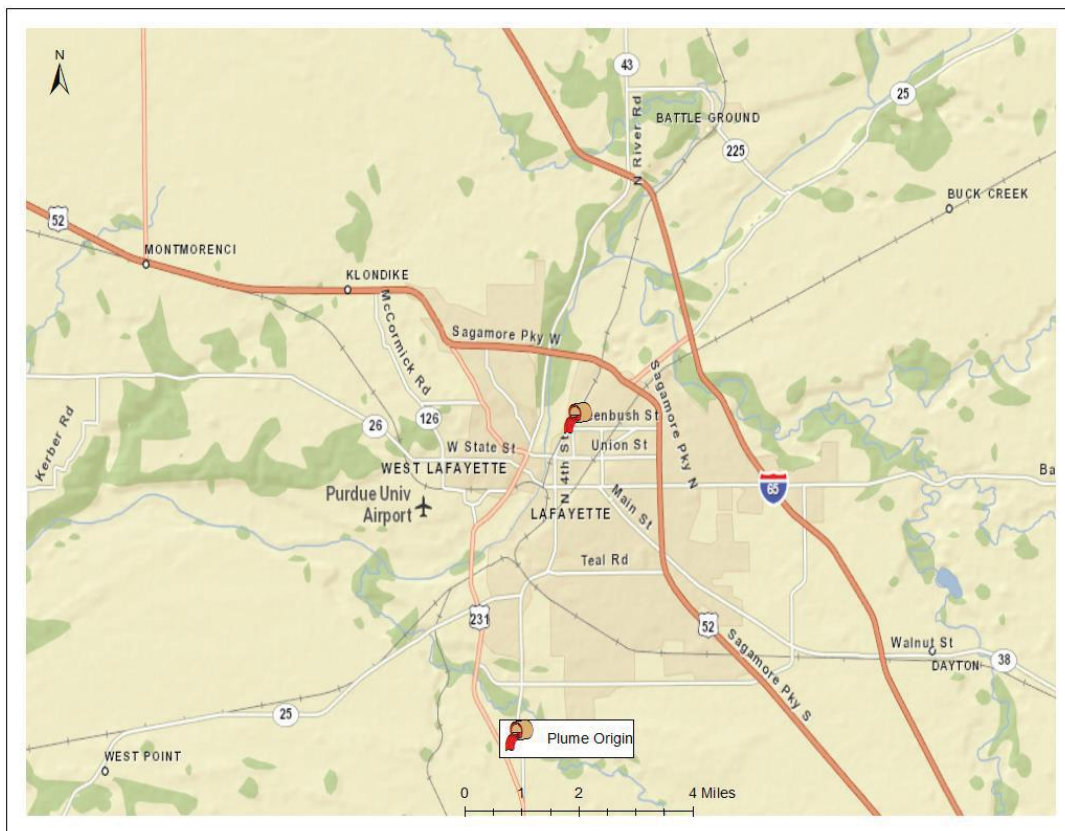 N
43
25
N River Rd
BATTLE GROUND
225
BUCK CREEK
52
MONTMORENCI
KLONDIKE
McCormick Rd
Sagamore Pky W
Sagamore Pky N
Kerber Rd
26
126
enbush St
W State St
Union St
WEST LAFAYETTE
N 4th St
Purdue Univ
Airport
LAFAYETTE
Main St
65
Ba
Teal Rd
231
52
Sagamore Pky S
Walnut St
DAYTON
38
25
WEST POINT
Plume Origin
0 1 2 4 Miles